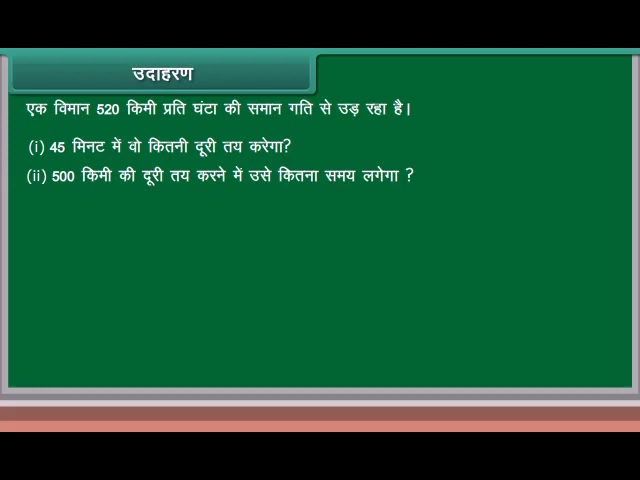 उदाहरण
एक विमान 520 किमी प्रति घंटा की समान गति से उड़ रहा है।
(i) 45 मिनट में वो कितनी दूरी तय करेगा?
(ii) 500 किमी की दूरी तय करने में उसे कितना समय लगेगा ?